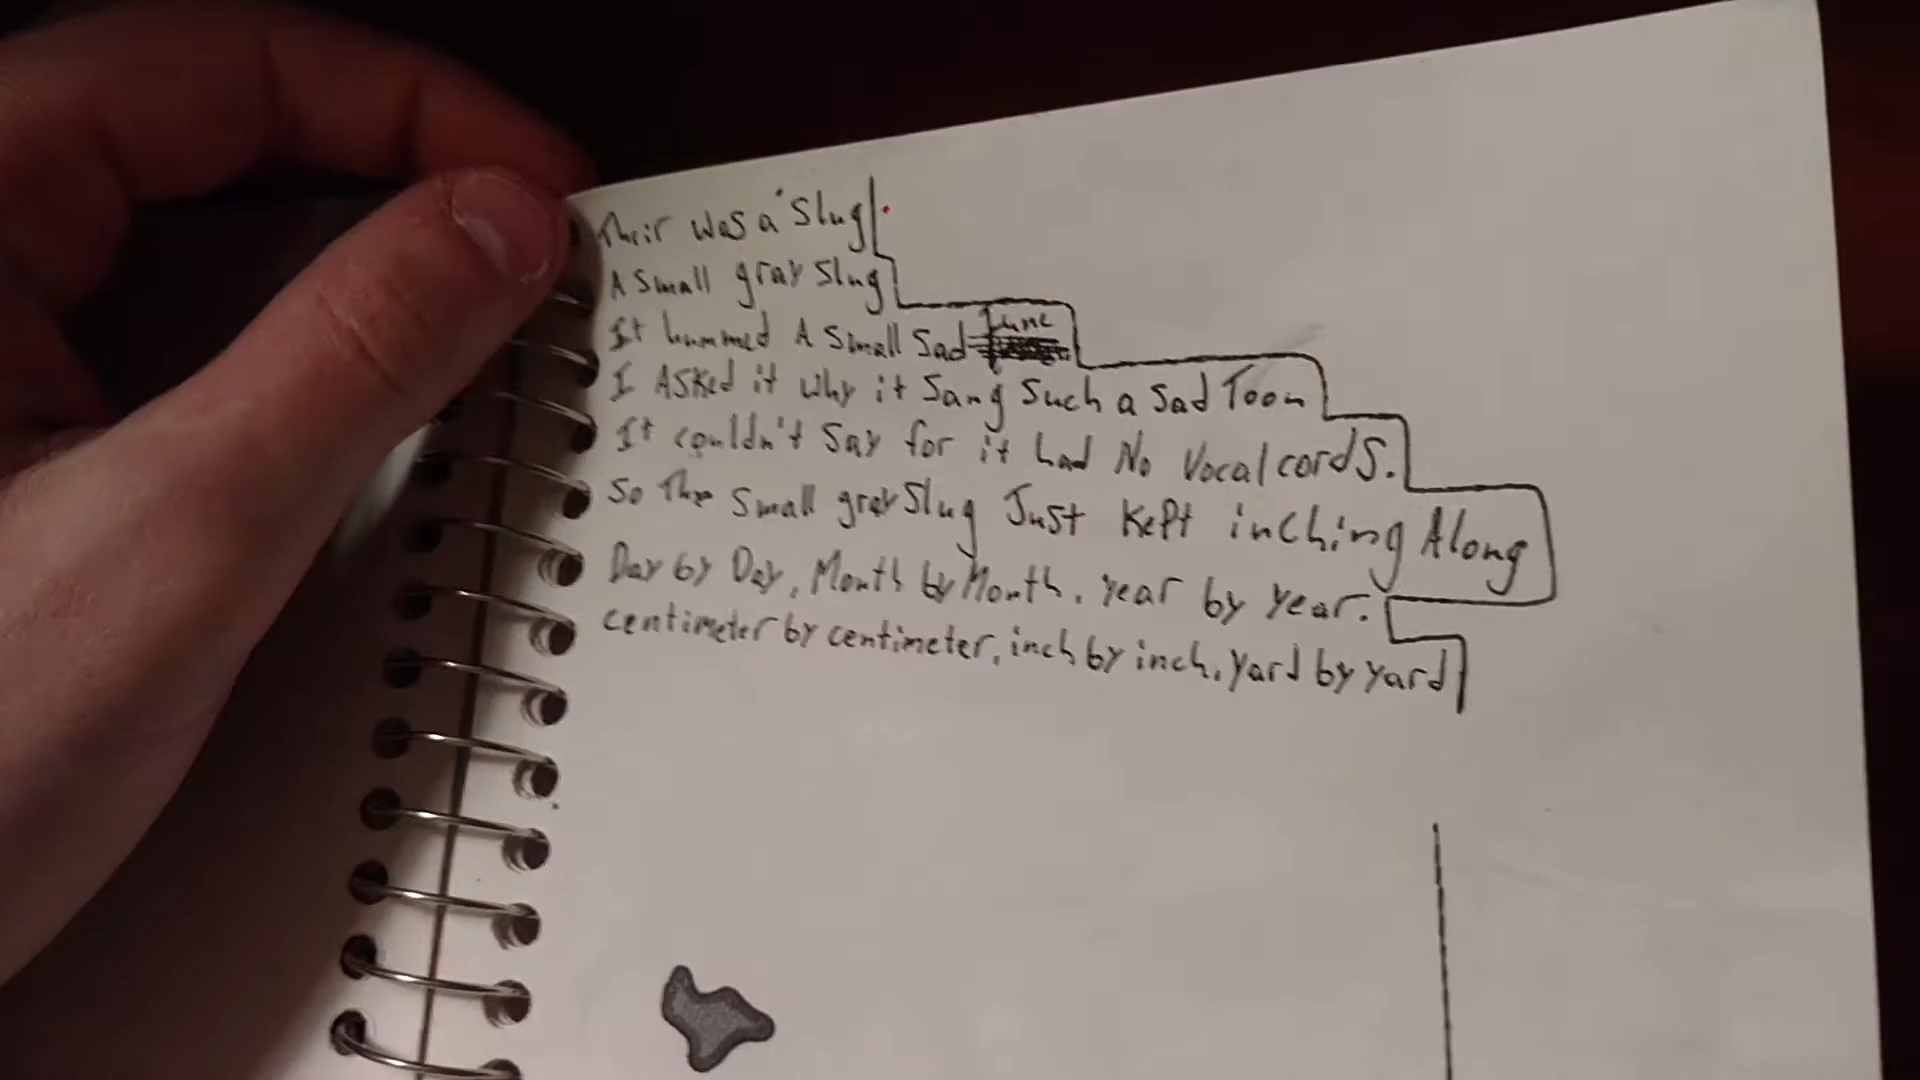 Their was a Slug
A Small gray Slug
It hummed A Small Sad Tune
I Asked it why it Sang Such a Sad Toon
It couldn't Say for it had No Vocal cords.
So The Small gray Slug Just Kept inching Along
Day by Day, Month by Month, year by year.
centimeter by centimeter, inch by inch, yard by yard